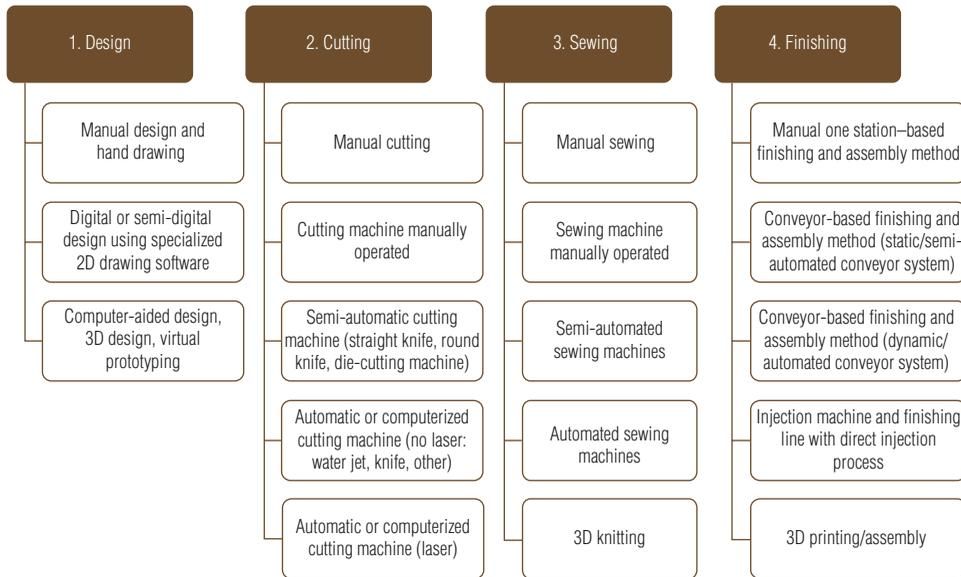 1. Design
Manual design and
hand drawing
Digital or semi-digital
design using specialized
2D drawing software
Computer-aided design,
3D design, virtual
prototyping
2. Cutting
Manual cutting
Cutting machine manually
operated
Semi-automatic cutting
machine (straight knife, round
knife, die-cutting machine)
Automatic or computerized
cutting machine (no laser:
water jet, knife, other)
Automatic or computerized
cutting machine (laser)
3. Sewing
Manual sewing
Sewing machine
manually operated
Semi-automated
sewing machines
Automated sewing
machines
3D knitting
4. Finishing
Manual one station–based
finishing and assembly method
Conveyor-based finishing and
assembly method (static/semi-
automated conveyor system)
Conveyor-based finishing and
assembly method (dynamic/
automated conveyor system)
Injection machine and finishing
line with direct injection
process
3D printing/assembly